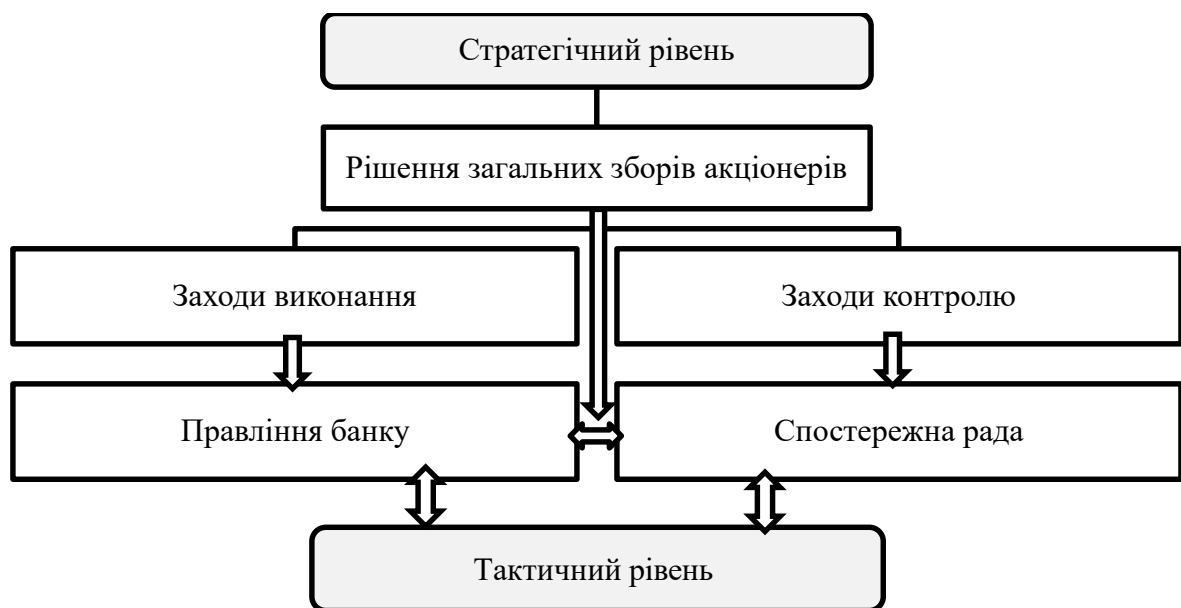 Стратегічний рівень
Рішення загальних зборів акціонерів
Заходи виконання
Заходи контролю
Правління банку
Спостережна рада
Тактичний рівень